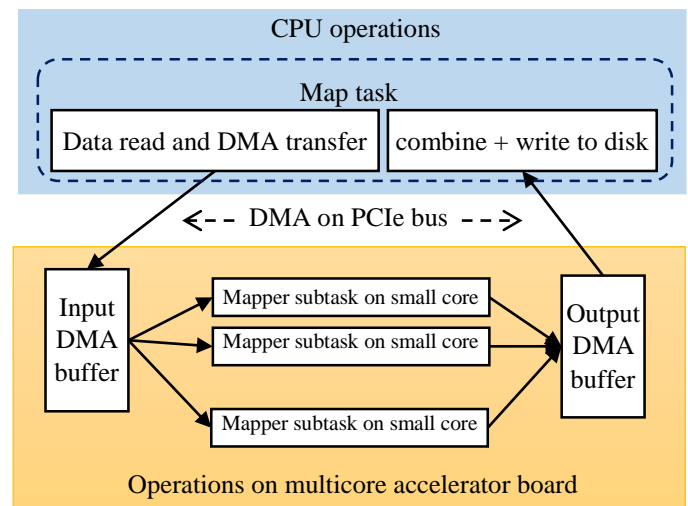 CPU operations
Map task
Data read and DMA transfer
combine + write to disk
DMA on PCIe bus
Input
DMA
buffer
Mapper subtask on small core
Mapper subtask on small core
Mapper subtask on small core
Output
DMA
buffer
Operations on multicore accelerator board